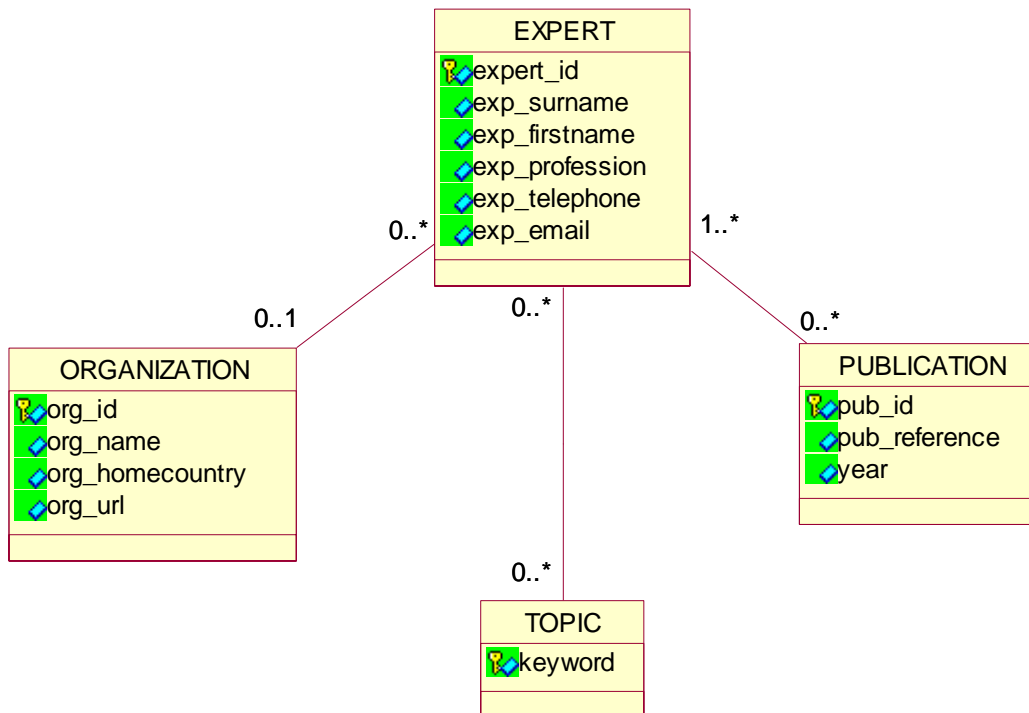 EXPERT
expert_id
exp_surname
exp_firstname
exp_profession
exp_telephone
exp_email
0..*
1..*
0..1
0..*
0..*
ORGANIZATION
org_id
org_name
org_homecountry
org_url
PUBLICATION
pub_id
pub_reference
year
0..*
TOPIC
keyword